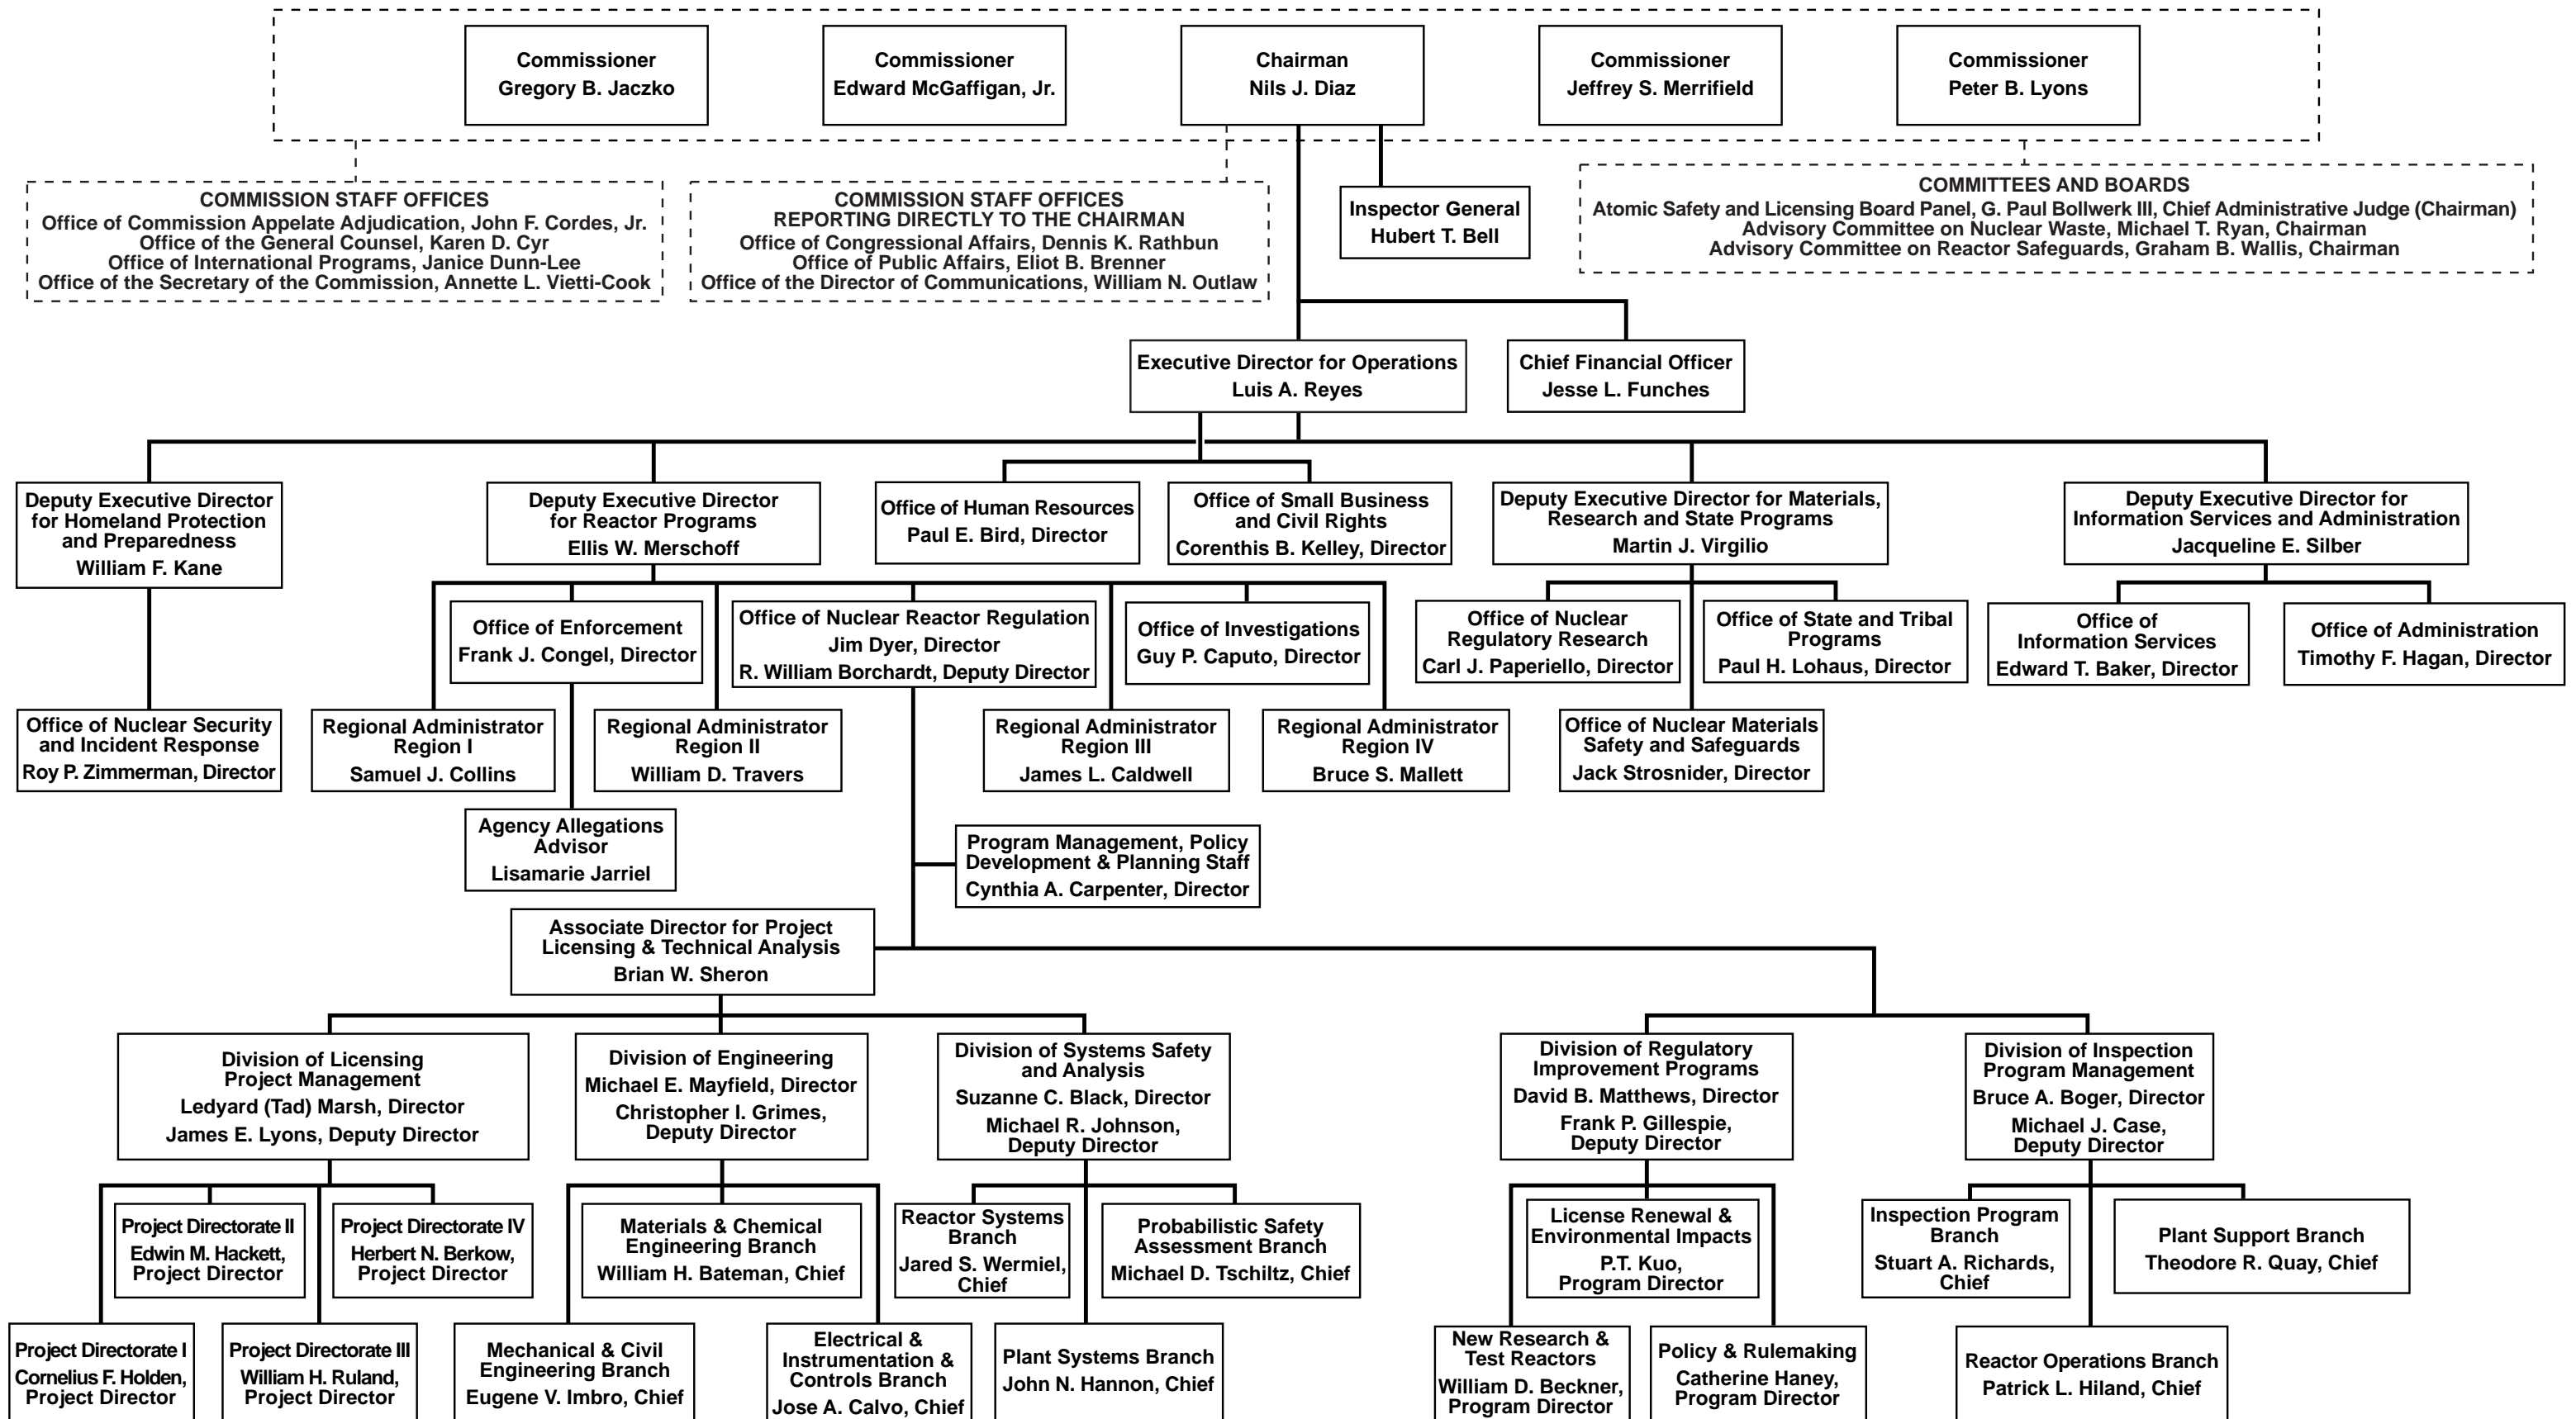 Commissioner
Gregory B. Jaczko
Commissioner
Edward McGaffigan, Jr.
Chairman
Nils J. Diaz
Commissioner
Jeffrey S. Merrifield
Commissioner
Peter B. Lyons
COMMISSION STAFF OFFICES
Office of Commission Appelate Adjudication, John F. Cordes, Jr.
Office of the General Counsel, Karen D. Cyr
Office of International Programs, Janice Dunn-Lee
Office of the Secretary of the Commission, Annette L. Vietti-Cook
COMMISSION STAFF OFFICES
REPORTING DIRECTLY TO THE CHAIRMAN
Office of Congressional Affairs, Dennis K. Rathbun
Office of Public Affairs, Eliot B. Brenner
Office of the Director of Communications, William N. Outlaw
Inspector General
Hubert T. Bell
COMMITTEES AND BOARDS
Atomic Safety and Licensing Board Panel, G. Paul Bollwerk III, Chief Administrative Judge (Chairman)
Advisory Committee on Nuclear Waste, Michael T. Ryan, Chairman
Advisory Committee on Reactor Safeguards, Graham B. Wallis, Chairman
Executive Director for Operations
Luis A. Reyes
Chief Financial Officer
Jesse L. Funches
Deputy Executive Director
for Homeland Protection
and Preparedness
William F. Kane
Deputy Executive Director
for Reactor Programs
Ellis W. Merschoff
Office of Human Resources
Paul E. Bird, Director
Office of Small Business
and Civil Rights
Corenthis B. Kelley, Director
Deputy Executive Director for Materials,
Research and State Programs
Martin J. Virgilio
Deputy Executive Director for
Information Services and Administration
Jacqueline E. Silber
Office of Enforcement
Frank J. Congel, Director
Office of Nuclear Reactor Regulation
Jim Dyer, Director
R. William Borchardt, Deputy Director
Office of Investigations
Guy P. Caputo, Director
Office of Nuclear
Regulatory Research
Carl J. Paperiello, Director
Office of State and Tribal
Programs
Paul H. Lohaus, Director
Office of
Information Services
Edward T. Baker, Director
Office of Administration
Timothy F. Hagan, Director
Office of Nuclear Security
and Incident Response
Roy P. Zimmerman, Director
Regional Administrator
Region I
Samuel J. Collins
Regional Administrator
Region II
William D. Travers
Regional Administrator
Region III
James L. Caldwell
Regional Administrator
Region IV
Bruce S. Mallett
Office of Nuclear Materials
Safety and Safeguards
Jack Strosnider, Director
Agency Allegations
Advisor
Lisamarie Jarriel
Program Management, Policy
Development & Planning Staff
Cynthia A. Carpenter, Director
Associate Director for Project
Licensing & Technical Analysis
Brian W. Sheron
Division of Licensing
Project Management
Ledyard (Tad) Marsh, Director
James E. Lyons, Deputy Director
Division of Engineering
Michael E. Mayfield, Director
Christopher I. Grimes,
Deputy Director
Division of Systems Safety
and Analysis
Suzanne C. Black, Director
Michael R. Johnson,
Deputy Director
Division of Regulatory
Improvement Programs
David B. Matthews, Director
Frank P. Gillespie,
Deputy Director
Division of Inspection
Program Management
Bruce A. Boger, Director
Michael J. Case,
Deputy Director
Project Directorate II
Edwin M. Hackett,
Project Director
Project Directorate IV
Herbert N. Berkow,
Project Director
Materials & Chemical
Engineering Branch
William H. Bateman, Chief
Reactor Systems
Branch
Jared S. Wermiel,
Chief
Probabilistic Safety
Assessment Branch
Michael D. Tschiltz, Chief
License Renewal &
Environmental Impacts
P.T. Kuo,
Program Director
Inspection Program
Branch
Stuart A. Richards,
Chief
Plant Support Branch
Theodore R. Quay, Chief
Project Directorate I
Cornelius F. Holden,
Project Director
Project Directorate III
William H. Ruland,
Project Director
Mechanical & Civil
Engineering Branch
Eugene V. Imbro, Chief
Electrical &
Instrumentation &
Controls Branch
Jose A. Calvo, Chief
Plant Systems Branch
John N. Hannon, Chief
New Research &
Test Reactors
William D. Beckner,
Program Director
Policy & Rulemaking
Catherine Haney,
Program Director
Reactor Operations Branch
Patrick L. Hiland, Chief